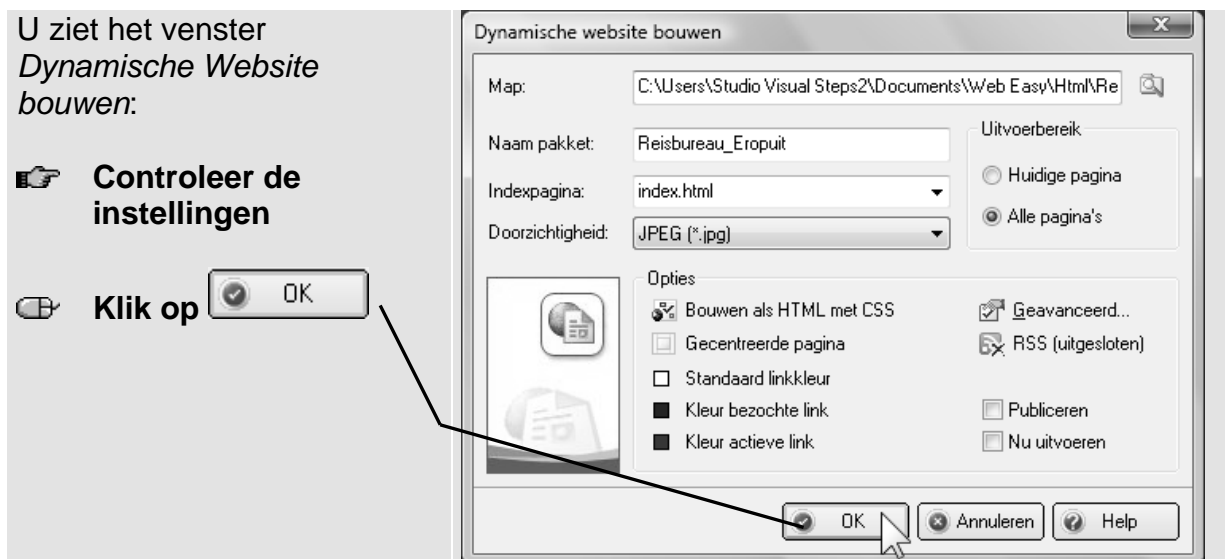 U ziet het venster
Dynamische Website
bouwen:
Controleer de
instellingen
Klik op OK
Dynamische website bouwen
Map: C:\Users\Studio Visual Steps2\Documents\Web Easy\Html\Re
Naam pakket: Reisbureau_Eropuit
Indexpagina: index.html
Doorzichtigheid: JPEG (*.jpg)
Uitvoerbereik
Huidige pagina
Alle pagina's
Opties
Bouwen als HTML met CSS
Gecentreerde pagina
Standaard linkkleur
Kleur bezochte link
Kleur actieve link
Geavanceerd...
RSS (uitgesloten)
Publiceren
Nu uitvoeren
OK Annuleren Help